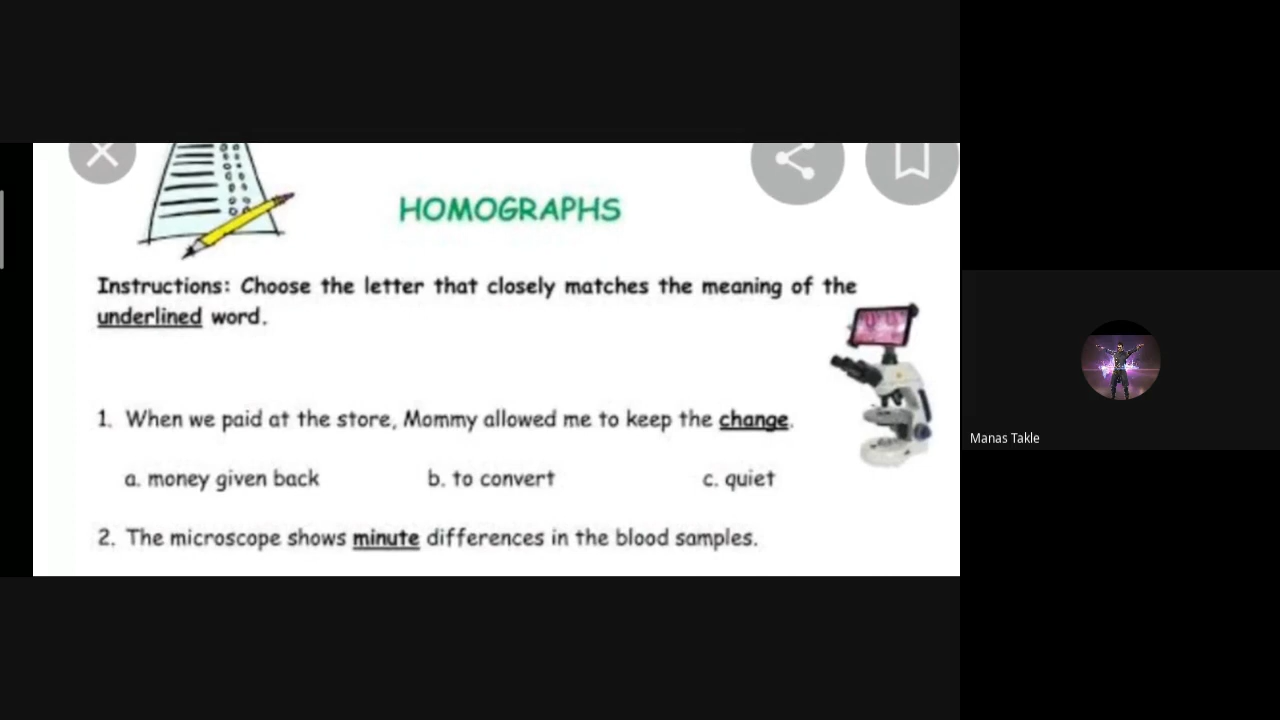 HOMOGRAPHS
Instructions: Choose the letter that closely matches the meaning of the
underlined word.
1. When we paid at the store, Mommy allowed me to keep the change.
a. money given back b. to convert c. quiet
2. The microscope shows minute differences in the blood samples.
Manas Takle